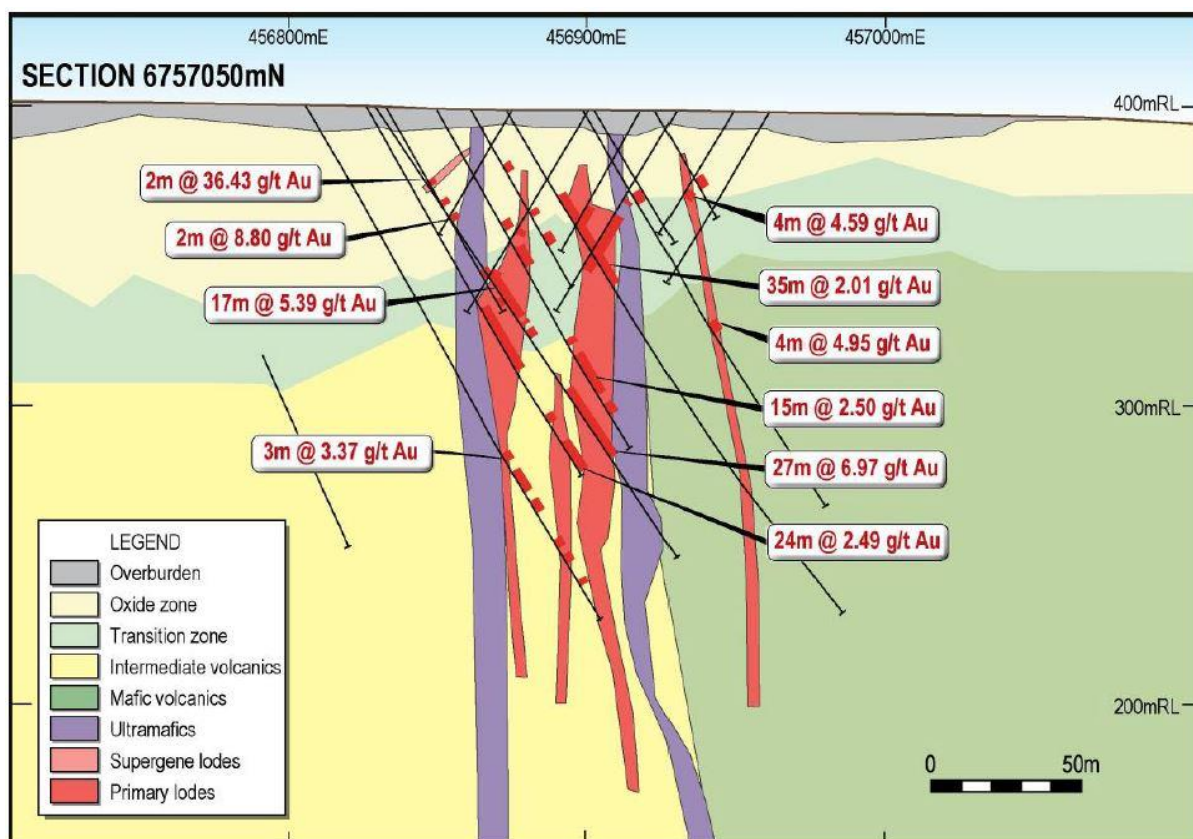 456800mE
456900mE
457000mE
SECTION 6757050mN
400mRL
2m @ 36.43 g/t Au
4m @ 4.59 g/t Au
2m @ 8.80 g/t Au
35m @ 2.01 g/t Au
17m @ 5.39 g/t Au
4m @ 4.95 g/t Au
300mRL
15m @ 2.50 g/t Au
3m @ 3.37 g/t Au
27m @ 6.97 g/t Au
24m @ 2.49 g/t Au
LEGEND
Overburden
Oxide zone
Transition zone
Intermediate volcanics
Mafic volcanics
Ultramafics
Supergene lodes
Primary lodes
200mRL
0 50m